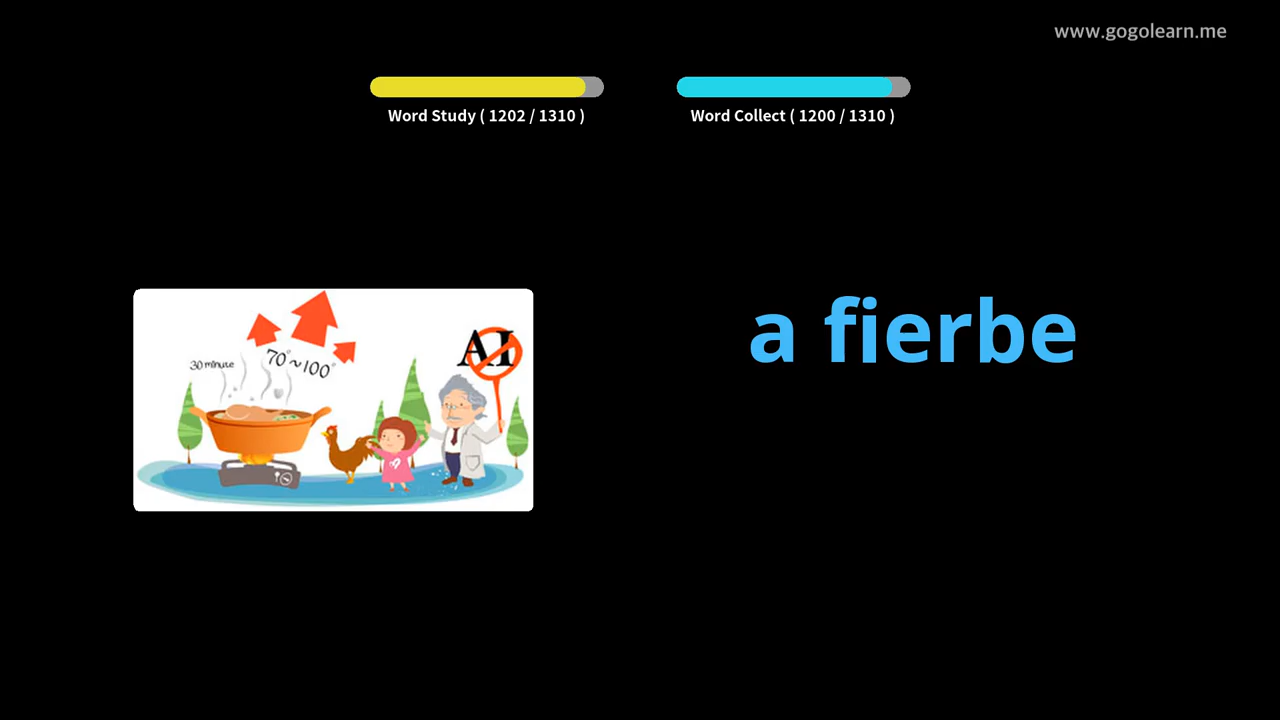 www.gogolearn.me
Word Study ( 1202 / 1310 )
Word Collect ( 1200 / 1310 )
a fierbe
30 minute
70°~100°
AI